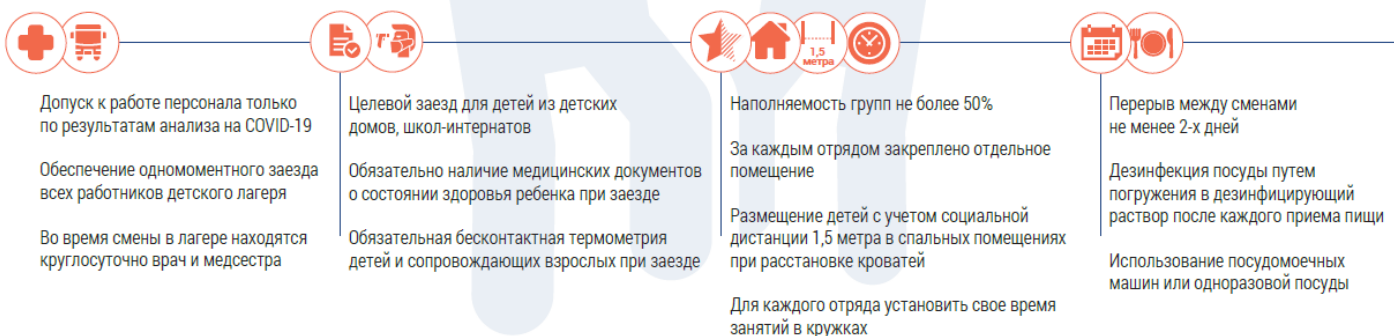 1,5
метра
Допуск к работе персонала только
по результатам анализа на COVID-19
Обеспечение одномоментного заезда
всех работников детского лагеря
Во время смены в лагере находятся
круглосуточно врач и медсестра
Целевой заезд для детей из детских
домов, школ-интернатов
Обязательно наличие медицинских документов
о состоянии здоровья ребенка при заезде
Обязательная бесконтактная термометрия
детей и сопровождающих взрослых при заезде
Наполняемость групп не более 50%
За каждым отрядом закреплено отдельное
помещение
Размещение детей с учетом социальной
дистанции 1,5 метра в спальных помещениях
при расстановке кроватей
Для каждого отряда установить свое время
занятий в кружках
Перерыв между сменами
не менее 2-х дней
Дезинфекция посуды путем
погружения в дезинфицирующий
раствор после каждого приема пищи
Использование посудомоечных
машин или одноразовой посуды